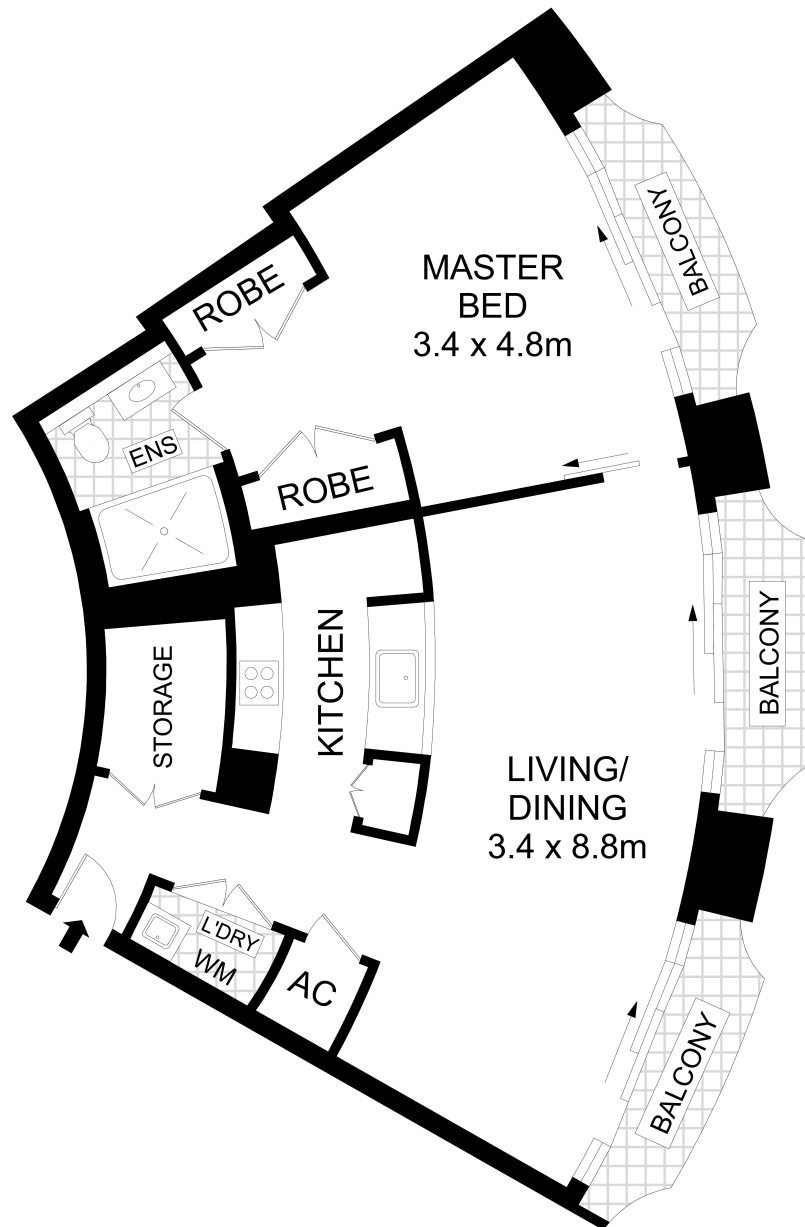 BALCONY
MASTER
BED
3.4 x 4.8m
ROBE
ENS
ROBE
KITCHEN
STORAGE
BALCONY
LIVING/
DINING
3.4 x 8.8m
L'DRY
WM
AC
BALCONY